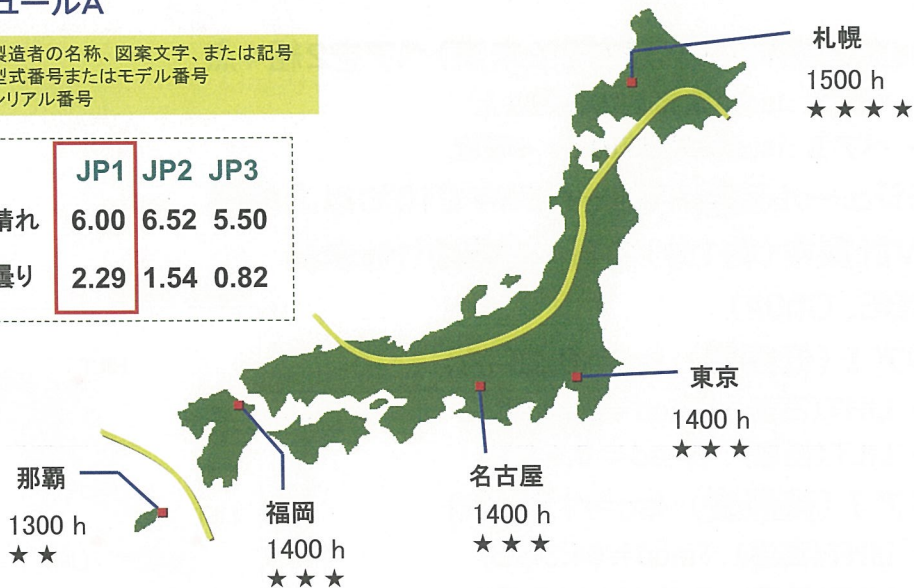 ュールA
製造者の名称、図案文字、または記号
型式番号またはモデル番号
シリアル番号
JP1 JP2 JP3
晴れ 6.00 6.52 5.50
曇り 2.29 1.54 0.82
札幌
1500 h
★★★★
東京
1400 h
★★★
名古屋
1400 h
★★★
福岡
1400 h
★★★
那覇
1300 h
★★